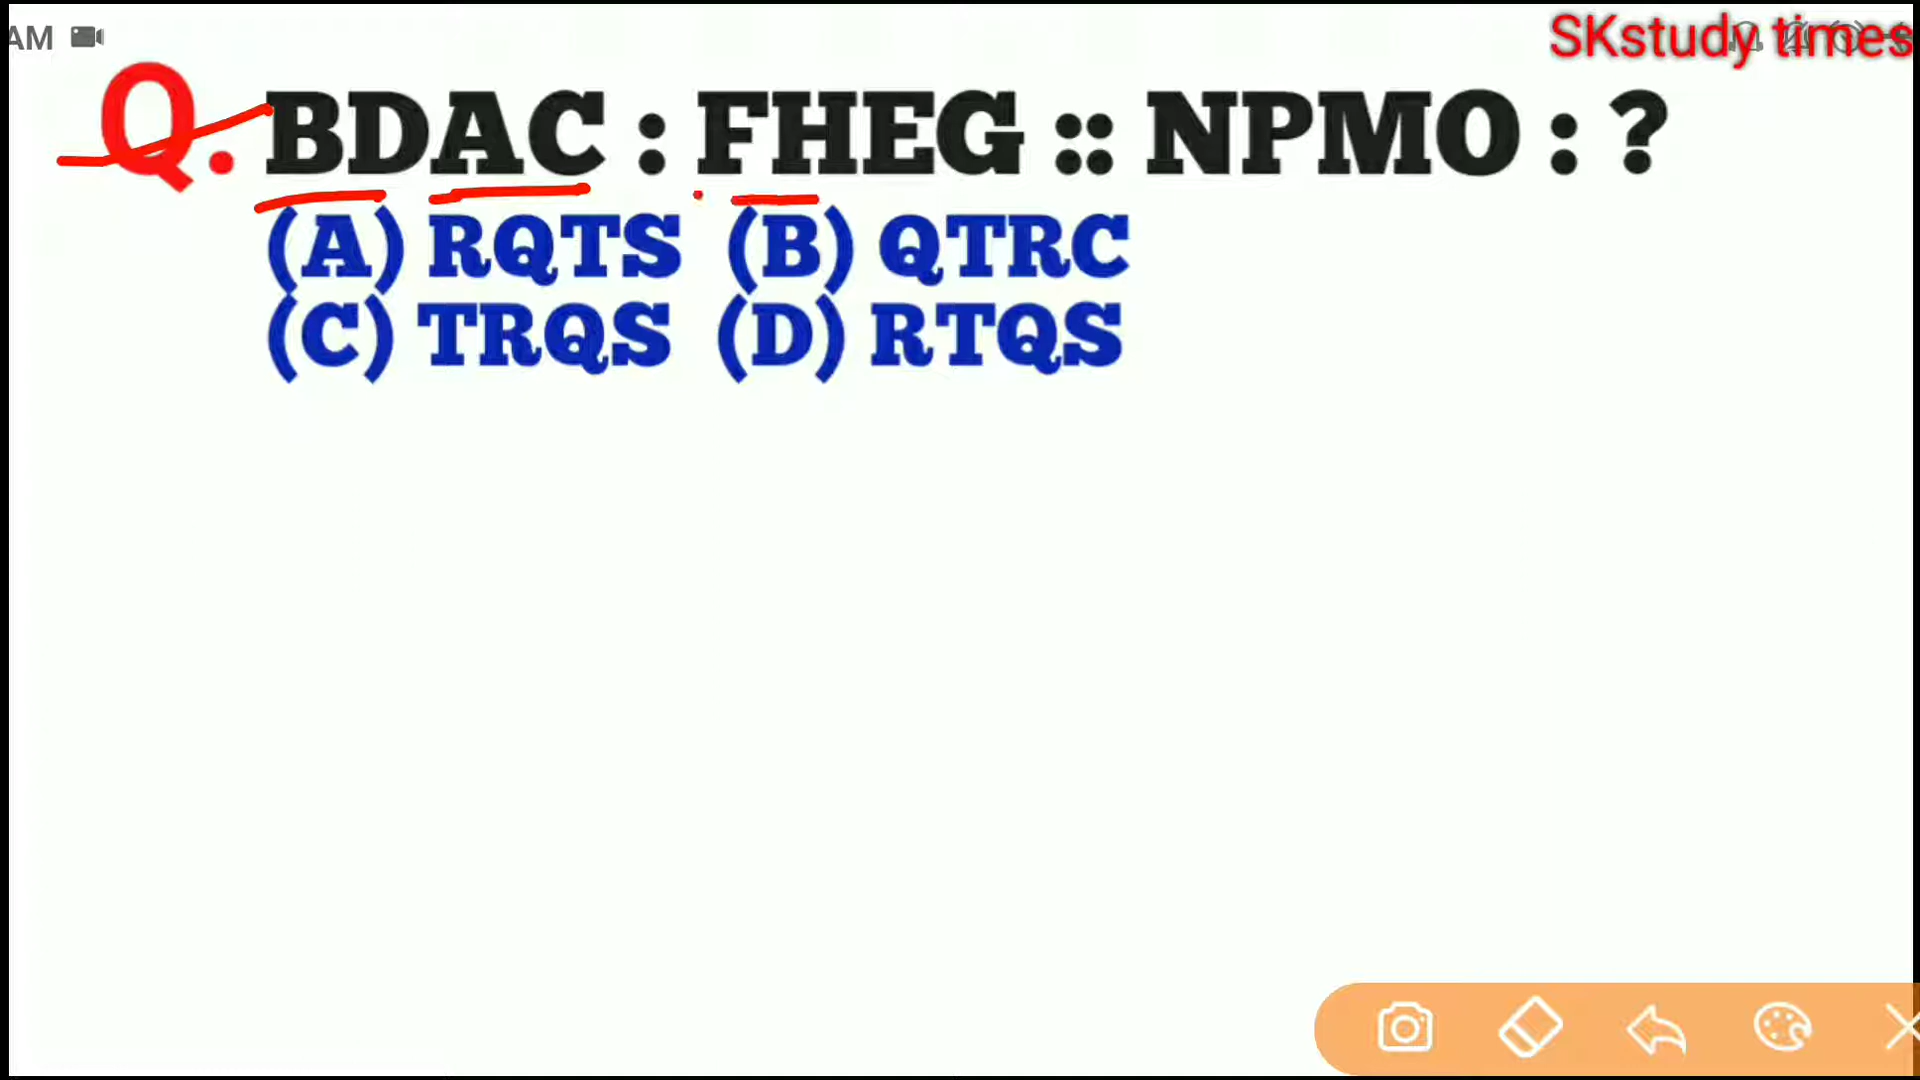 AM
SKstudy times
Q. BDAC : FHEG :: NPMO : ?
(A) RQTS (B) QTRC
(C) TRQS (D) RTQS